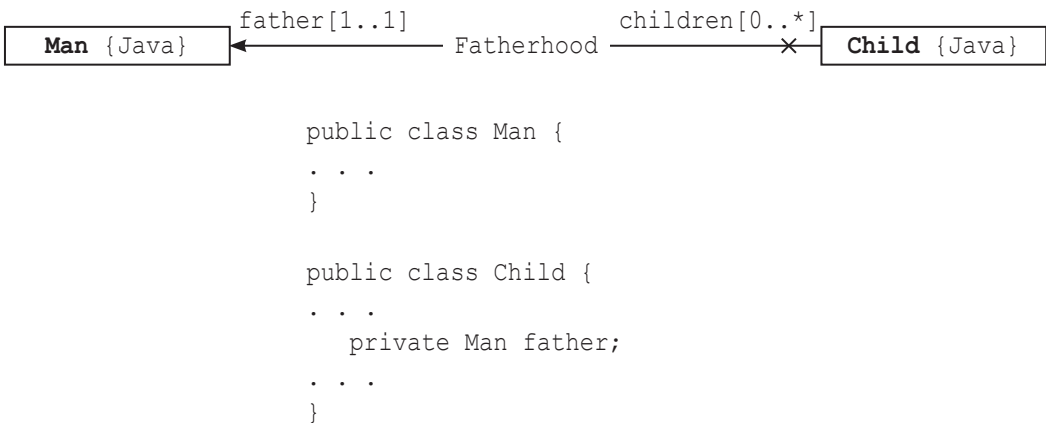 father[1..1] children[0..*]
Man {Java} Fatherhood Child {Java}
public class Man {
. . .
}
public class Child {
. . .
private Man father;
. . .
}